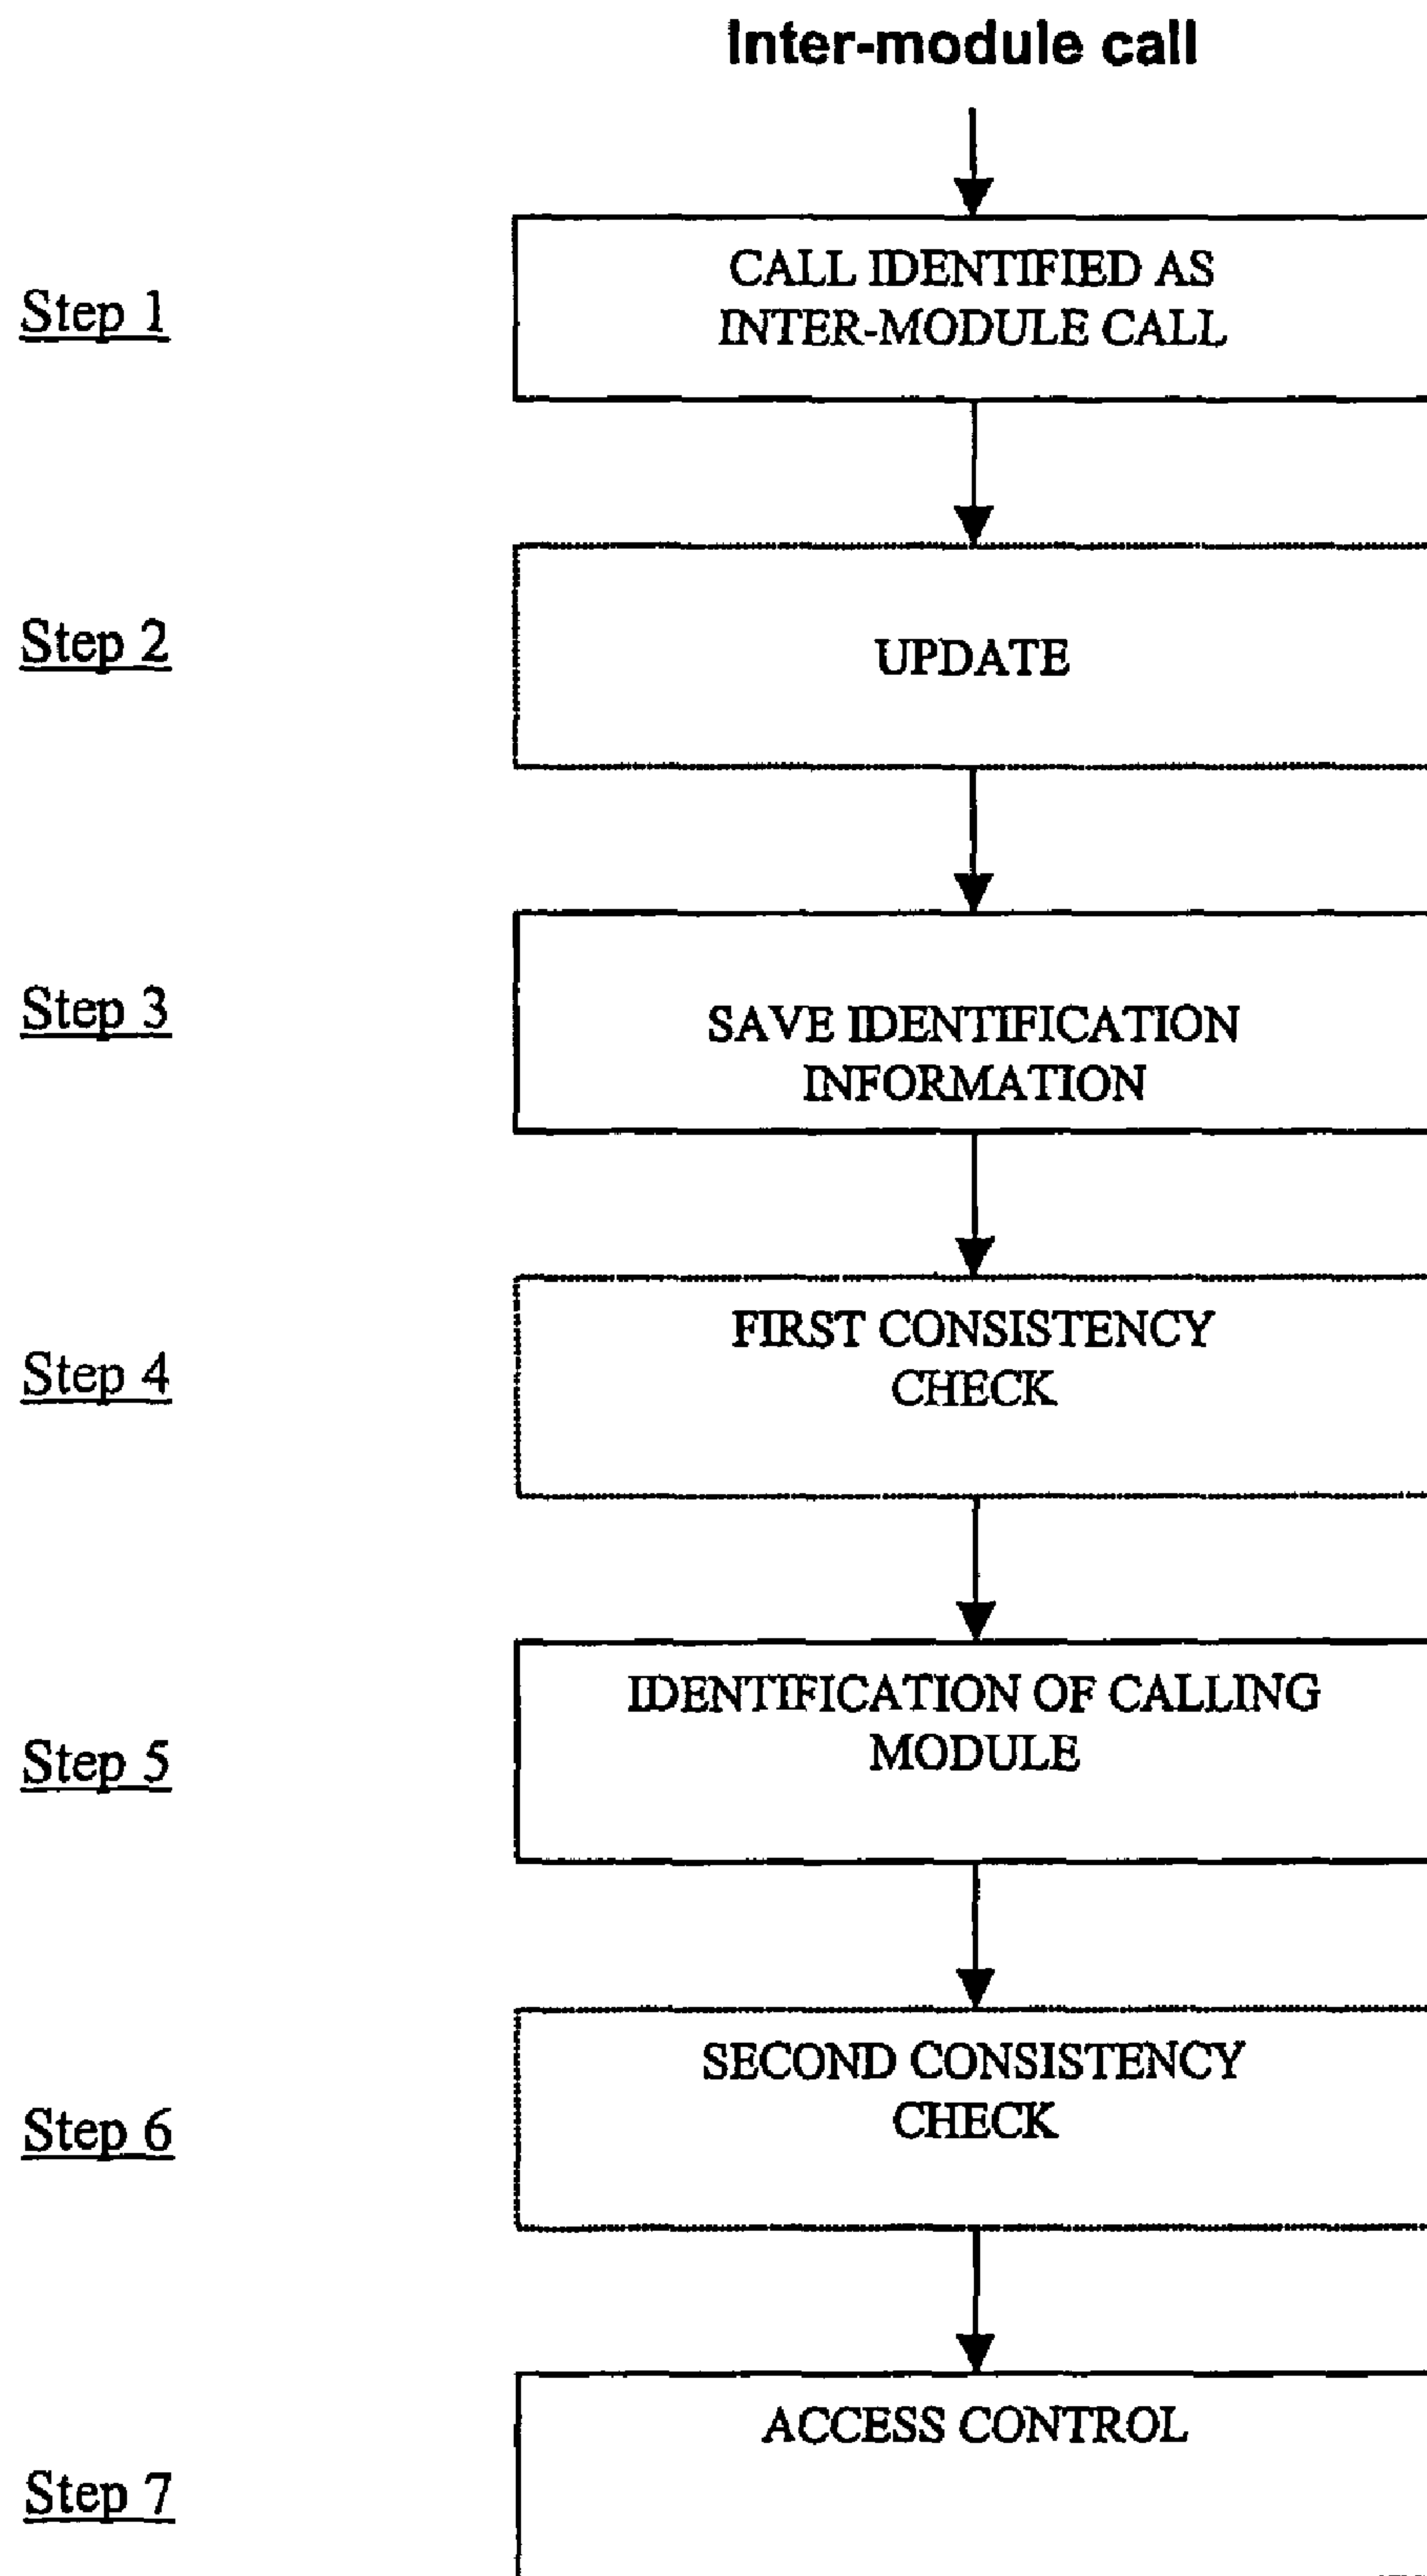 Inter-module call
Step 1
CALL IDENTIFIED AS
INTER-MODULE CALL
Step 2
UPDATE
Step 3
SAVE IDENTIFICATION
INFORMATION
Step 4
FIRST CONSISTENCY
CHECK
Step 5
IDENTIFICATION OF CALLING
MODULE
Step 6
SECOND CONSISTENCY
CHECK
Step 7
ACCESS CONTROL